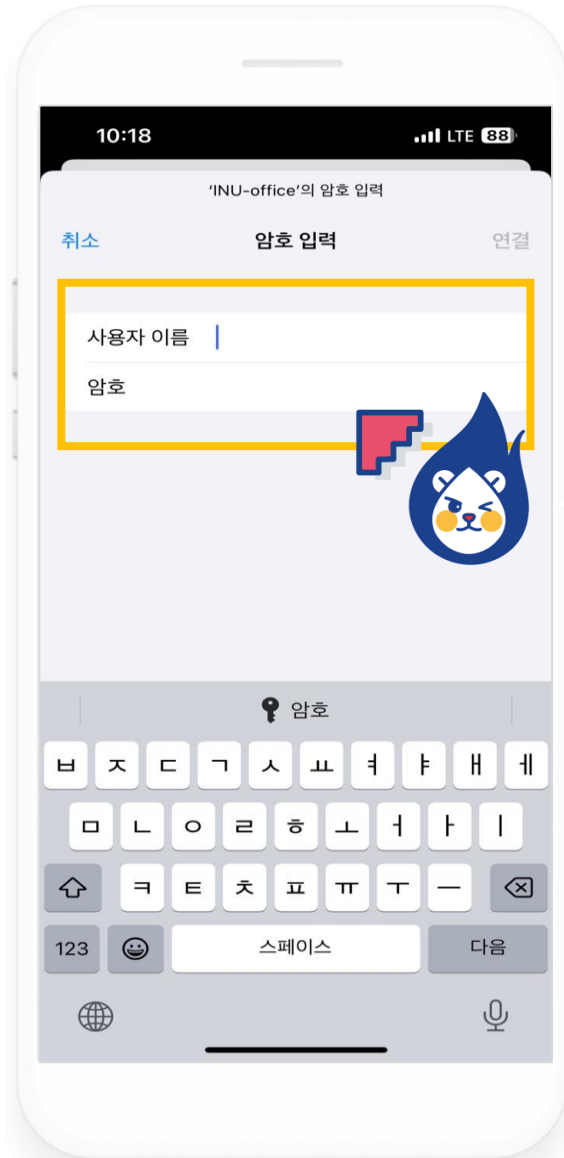 10:18 LTE 88
'INU-office'의 암호 입력
취소 암호 입력 연결
사용자 이름
암호
암호
ㅂ ㅈ ㄷ ㄱ ㅅ ㅛ ㅕ ㅑ ㅐ ㅔ
ㅁ ㄴ ㅇ ㄹ ㅎ ㅗ ㅓ ㅏ ㅣ
ㅋ ㅌ ㅊ ㅍ ㅠ ㅜ ㅡ
123 스페이스 다음